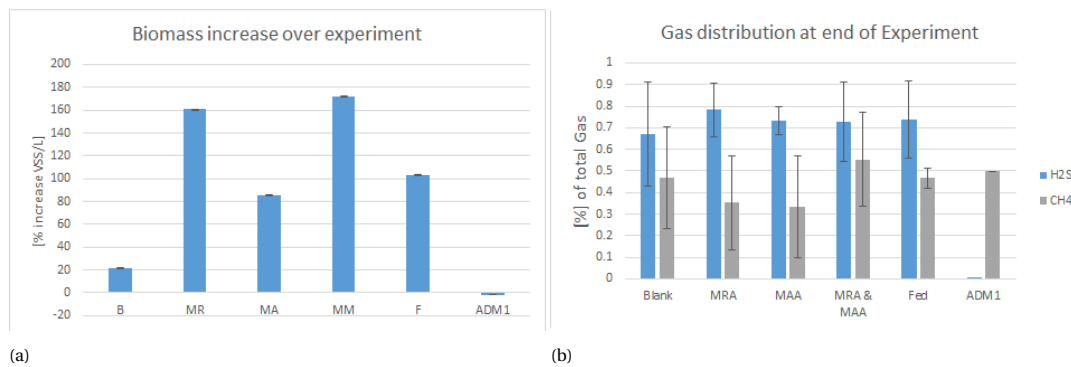 Biomass increase over experiment
[% increase VSS/L]
200
180
160
140
120
100
80
60
40
20
0
-20
B MR MA MM F ADM1
(a)
Gas distribution at end of Experiment
[%] of total Gas
1
0.9
0.8
0.7
0.6
0.5
0.4
0.3
0.2
0.1
0
Blank MRA MAA MRA & Fed ADM1
MAA
H2S
CH4
(b)